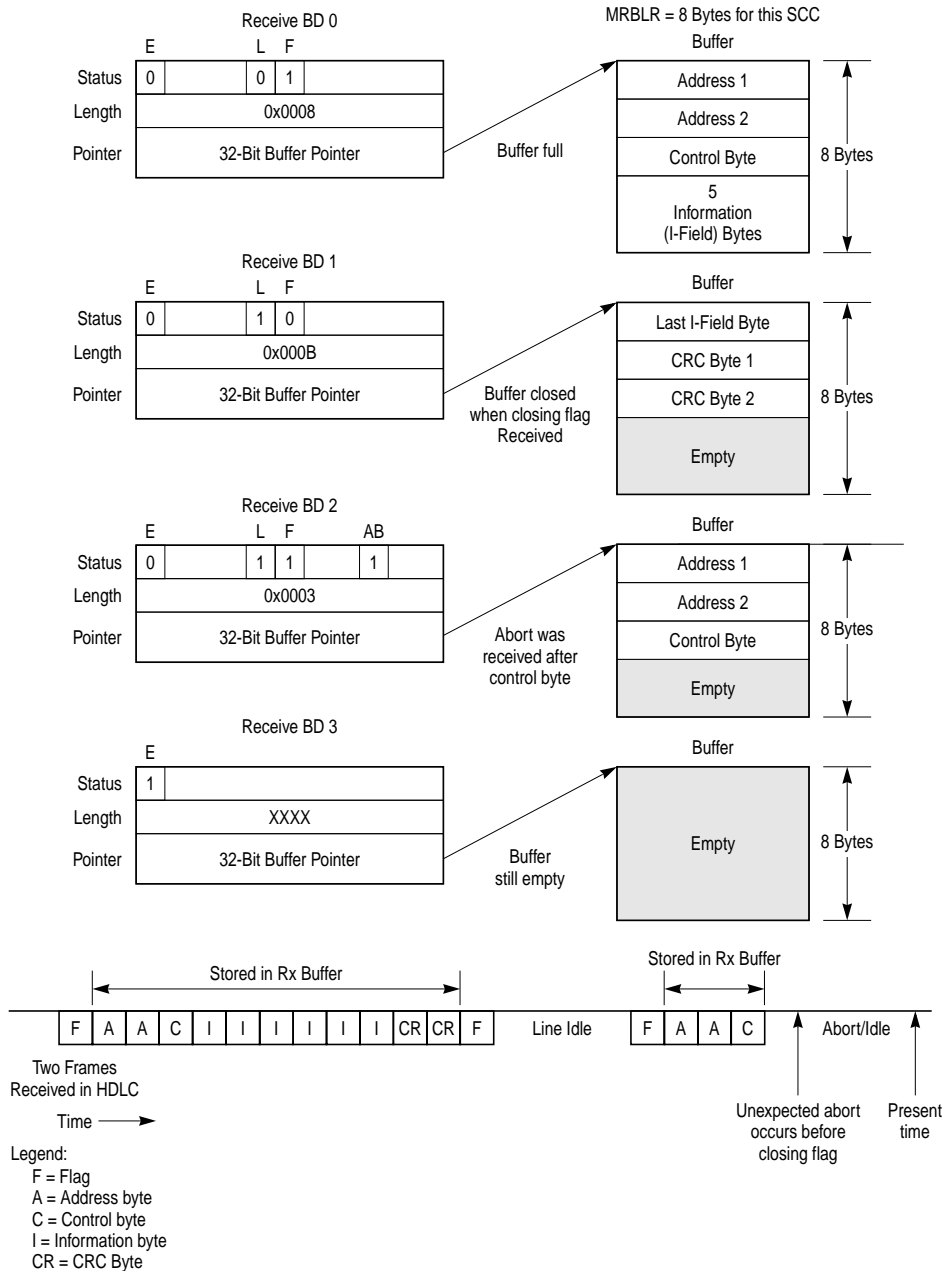 Receive BD 0
MRBLR = 8 Bytes for this SCC
E L F
Buffer
Status 0 0 1
Address 1
Length 0x0008
Address 2
Pointer 32-Bit Buffer Pointer
Buffer full
Control Byte
8 Bytes
5
Information
(I-Field) Bytes
Receive BD 1
E L F
Buffer
Status 0 1 0
Last I-Field Byte
Length 0x000B
CRC Byte 1
Pointer 32-Bit Buffer Pointer
Buffer closed
when closing flag
Received
CRC Byte 2
8 Bytes
Empty
Receive BD 2
E L F AB
Buffer
Status 0 1 1 1
Address 1
Length 0x0003
Address 2
Pointer 32-Bit Buffer Pointer
Abort was
received after
control byte
Control Byte
8 Bytes
Empty
Receive BD 3
E
Buffer
Status 1
Length XXXX
Pointer 32-Bit Buffer Pointer
Buffer
still empty
Empty
8 Bytes
Stored in Rx Buffer
Stored in Rx Buffer
F A A C I I I I I I CR CR F Line Idle F A A C Abort/Idle
Two Frames
Received in HDLC
Time
Unexpected abort
occurs before
closing flag
Present
time
Legend:
F = Flag
A = Address byte
C = Control byte
I = Information byte
CR = CRC Byte